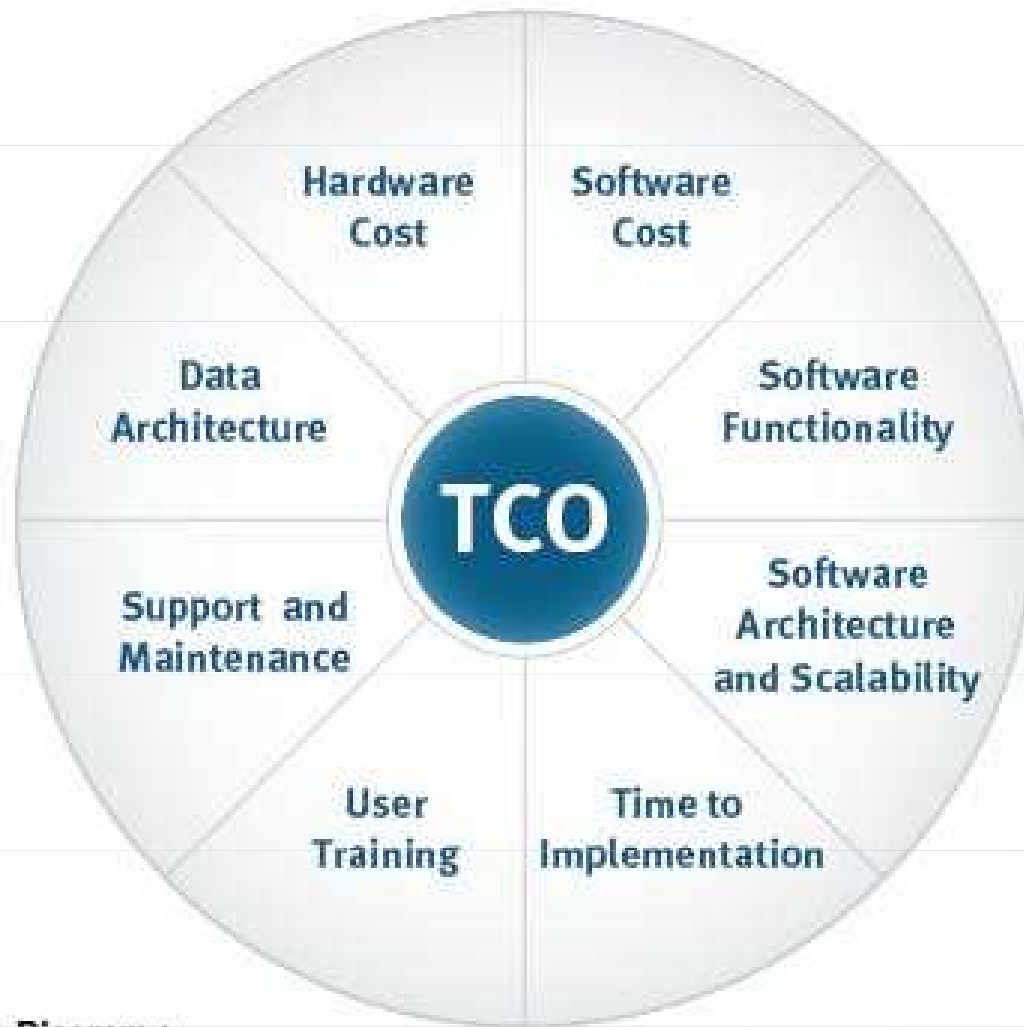 Hardware
Cost
Software
Cost
Data
Architecture
Software
Functionality
TCO
Support and
Maintenance
Software
Architecture
and Scalability
User
Training
Time to
Implementation